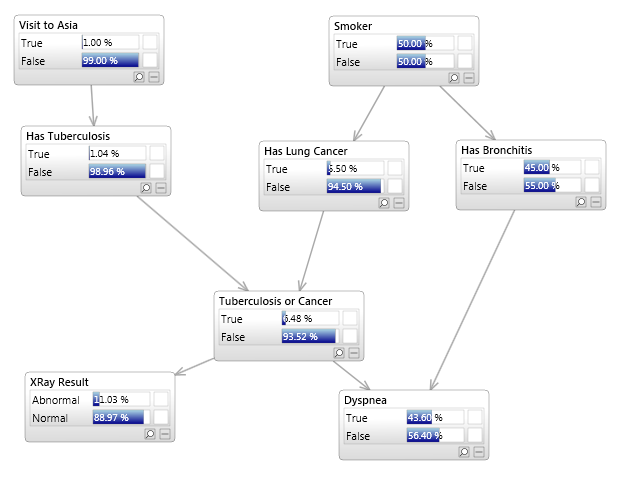 Visit to Asia
True 1.00 %
False 99.00 %
Smoker
True 50.00 %
False 50.00 %
Has Tuberculosis
True 1.04 %
False 98.96 %
Has Lung Cancer
True 5.50 %
False 94.50 %
Has Bronchitis
True 45.00 %
False 55.00 %
Tuberculosis or Cancer
True 6.48 %
False 93.52 %
XRay Result
Abnormal 11.03 %
Normal 88.97 %
Dyspnea
True 43.60 %
False 56.40 %